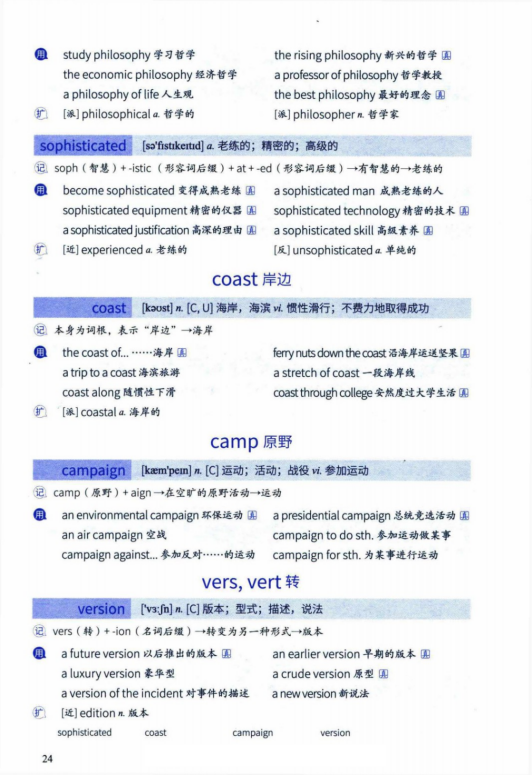 用 study philosophy 学习哲学 the rising philosophy 新兴的哲学 真
the economic philosophy 经济哲学 a professor of philosophy 哲学教授
a philosophy of life 人生观 the best philosophy 最好的理念 真
扩 [派] philosophical a. 哲学的 [派] philosopher n. 哲学家
sophisticated [sə'fɪstɪkeɪtɪd] a. 老练的；精密的；高级的
记 soph（智慧）+ -istic（形容词后缀）+ at + -ed（形容词后缀）→有智慧的→老练的
用 become sophisticated 变得成熟老练 真 a sophisticated man 成熟老练的人
sophisticated equipment 精密的仪器 真 sophisticated technology 精密的技术 真
a sophisticated justification 高深的理由 真 a sophisticated skill 高级素养 真
扩 [近] experienced a. 老练的 [反] unsophisticated a. 单纯的
coast 岸边
coast [kəʊst] n. [C, U] 海岸，海滨 vi. 惯性滑行；不费力地取得成功
记 本身为词根，表示“岸边”→海岸
用 the coast of... ……海岸 真 ferry nuts down the coast 沿海岸运送坚果 真
a trip to a coast 海滨旅游 a stretch of coast 一段海岸线
coast along 随惯性下滑 coast through college 安然度过大学生活 真
扩 [派] coastal a. 海岸的
camp 原野
campaign [kæm'peɪn] n. [C] 运动；活动；战役 vi. 参加运动
记 camp（原野）+ aign→在空旷的原野活动→运动
用 an environmental campaign 环保运动 真 a presidential campaign 总统竞选活动 真
an air campaign 空战 campaign to do sth. 参加运动做某事
campaign against... 参加反对……的运动 campaign for sth. 为某事进行运动
vers, vert 转
version ['vɜːʃn] n. [C] 版本；型式；描述，说法
记 vers（转）+ -ion（名词后缀）→转变为另一种形式→版本
用 a future version 以后推出的版本 真 an earlier version 早期的版本 真
a luxury version 豪华型 a crude version 原型 真
a version of the incident 对事件的描述 a new version 新说法
扩 [近] edition n. 版本
sophisticated coast campaign version
24